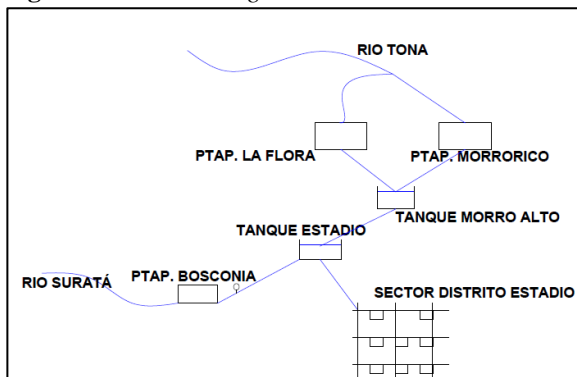 RIO TONA
PTAP. LA FLORA
PTAP. MORRORICO
TANQUE MORRO ALTO
TANQUE ESTADIO
PTAP. BOSCONIA
RIO SURATÁ
SECTOR DISTRITO ESTADIO